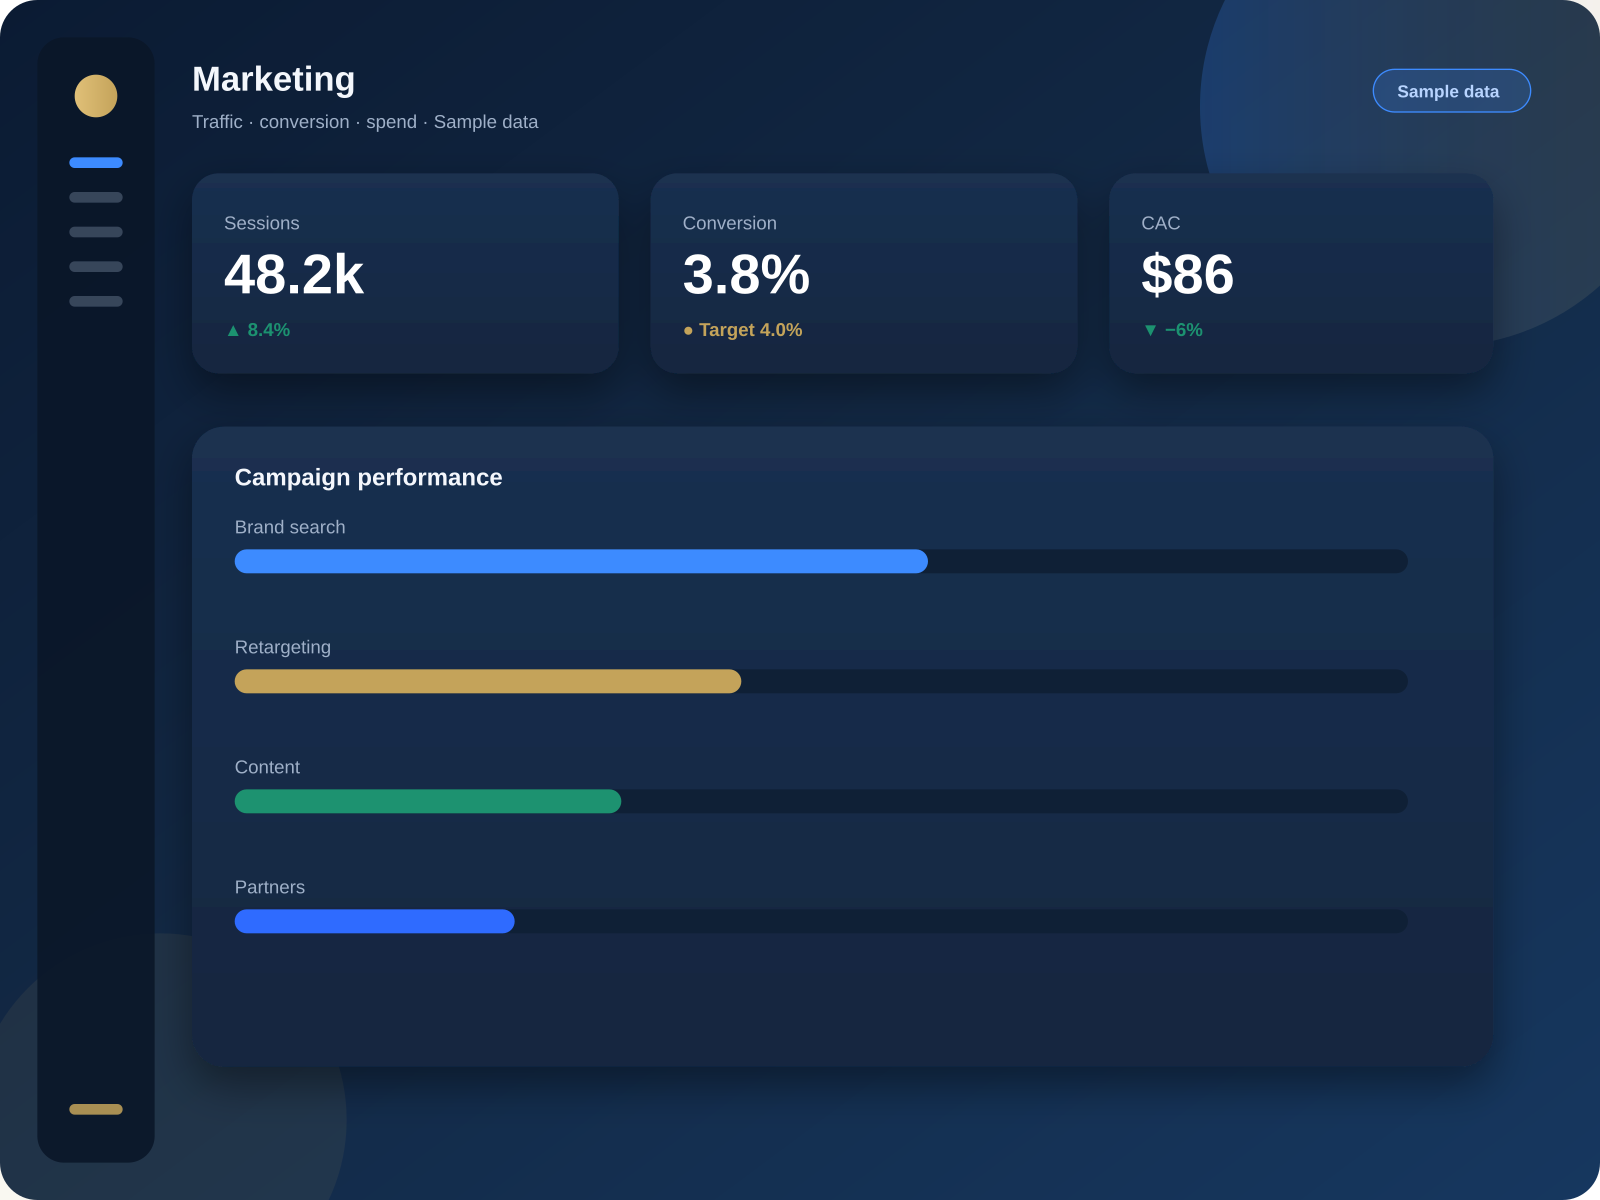 Marketing
Traffic · conversion · spend · Sample data
Sample data
Sessions
48.2k
▲ 8.4%
Conversion
3.8%
● Target 4.0%
CAC
$86
▼ −6%
Campaign performance
Brand search
Retargeting
Content
Partners